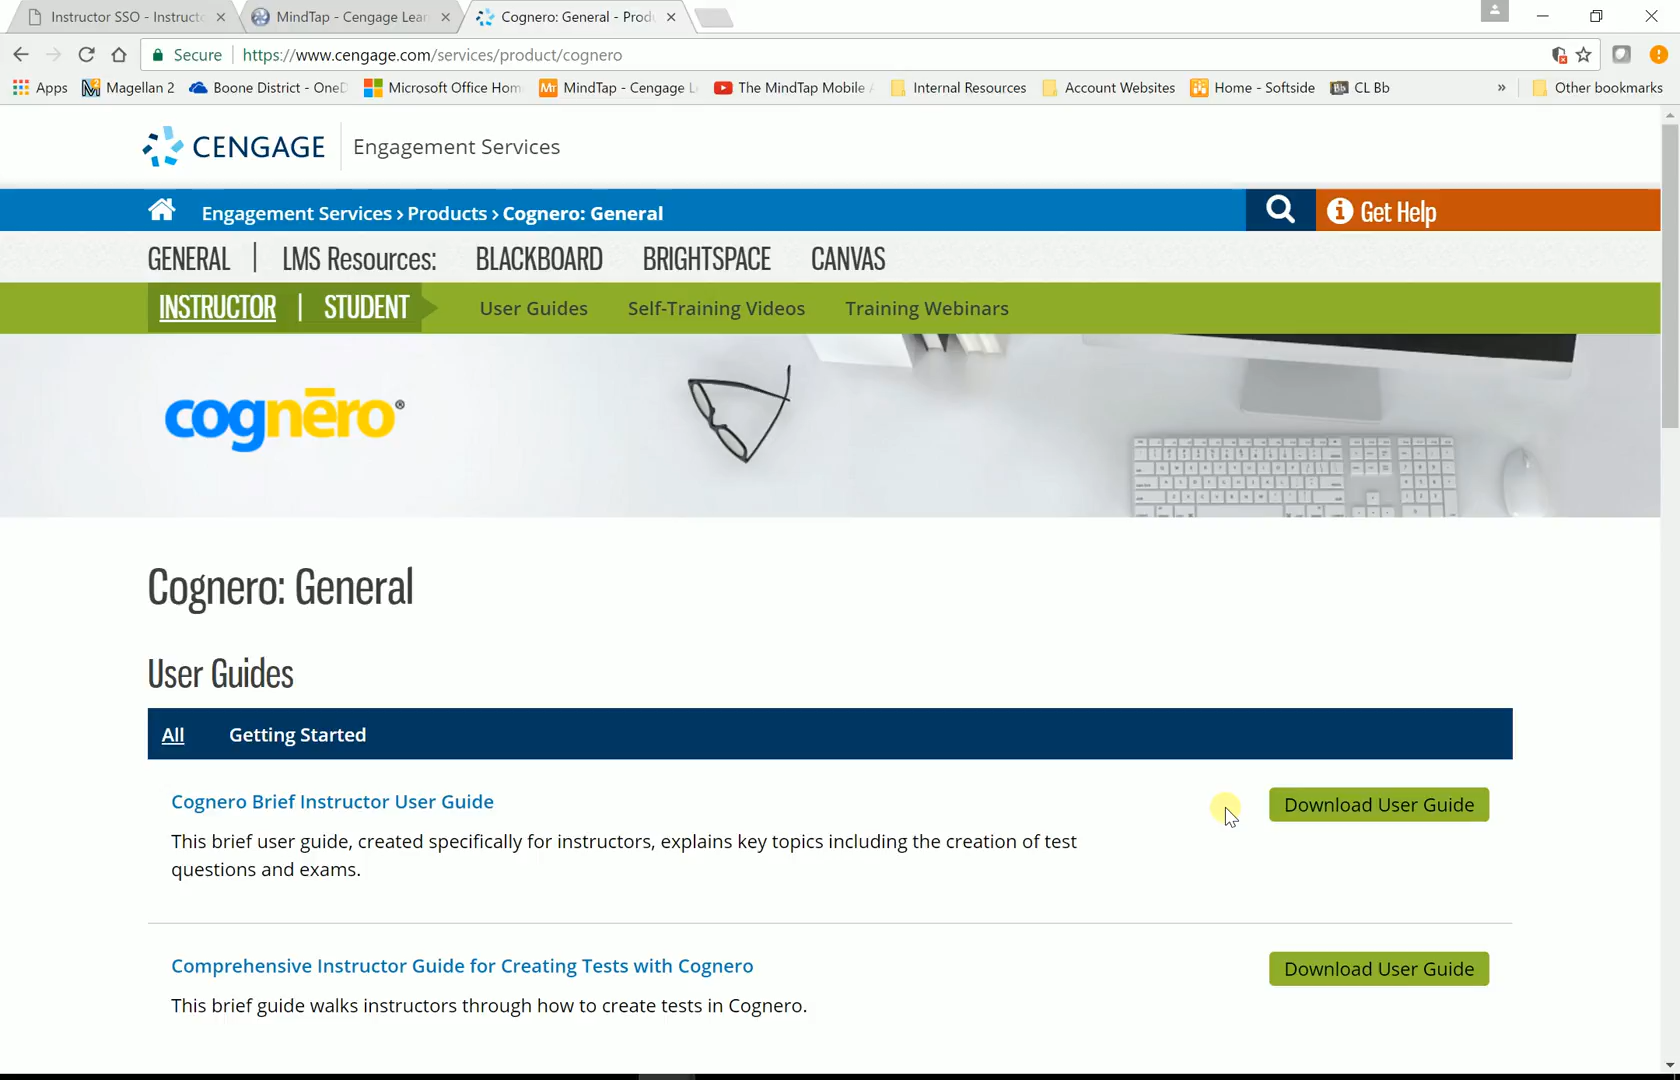 Instructor SSO - Instructo
MindTap - Cengage Lear
Cognero: General - Prod
Secure
https://www.cengage.com/services/product/cognero
Apps
Magellan 2
Boone District - OneD
Microsoft Office Hom
MindTap - Cengage L
The MindTap Mobile
Internal Resources
Account Websites
Home - Softside
CL Bb
»
Other bookmarks
CENGAGE
Engagement Services
Engagement Services › Products › Cognero: General
Get Help
GENERAL | LMS Resources: BLACKBOARD BRIGHTSPACE CANVAS
INSTRUCTOR | STUDENT
User Guides
Self-Training Videos
Training Webinars
cognēro®
Cognero: General
User Guides
All
Getting Started
Cognero Brief Instructor User Guide
Download User Guide
This brief user guide, created specifically for instructors, explains key topics including the creation of test
questions and exams.
Comprehensive Instructor Guide for Creating Tests with Cognero
Download User Guide
This brief guide walks instructors through how to create tests in Cognero.